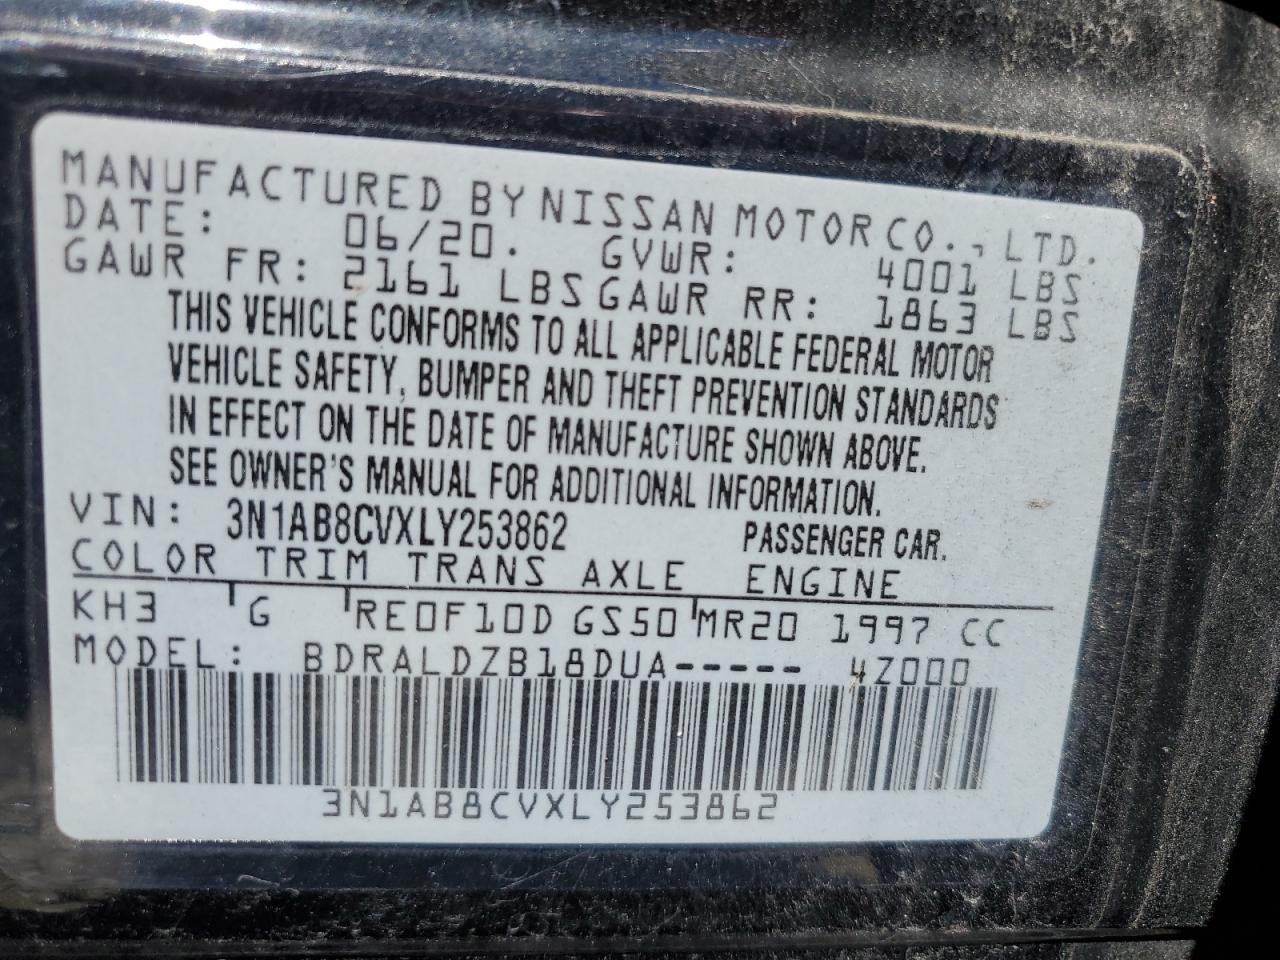 MANUFACTURED BY NISSAN MOTOR CO., LTD.
DATE: 06/20. GVWR: 4001 LBS
GAWR FR: 2161 LBS GAWR RR: 1863 LBS
THIS VEHICLE CONFORMS TO ALL APPLICABLE FEDERAL MOTOR
VEHICLE SAFETY, BUMPER AND THEFT PREVENTION STANDARDS
IN EFFECT ON THE DATE OF MANUFACTURE SHOWN ABOVE.
SEE OWNER'S MANUAL FOR ADDITIONAL INFORMATION.
VIN: 3N1AB8CVXLY253862 PASSENGER CAR.
COLOR TRIM TRANS AXLE ENGINE
KH3 G RE0F10D GS50 MR20 1997 CC
MODEL: BDRALDZB18DUA----- 4Z000
3N1AB8CVXLY253862